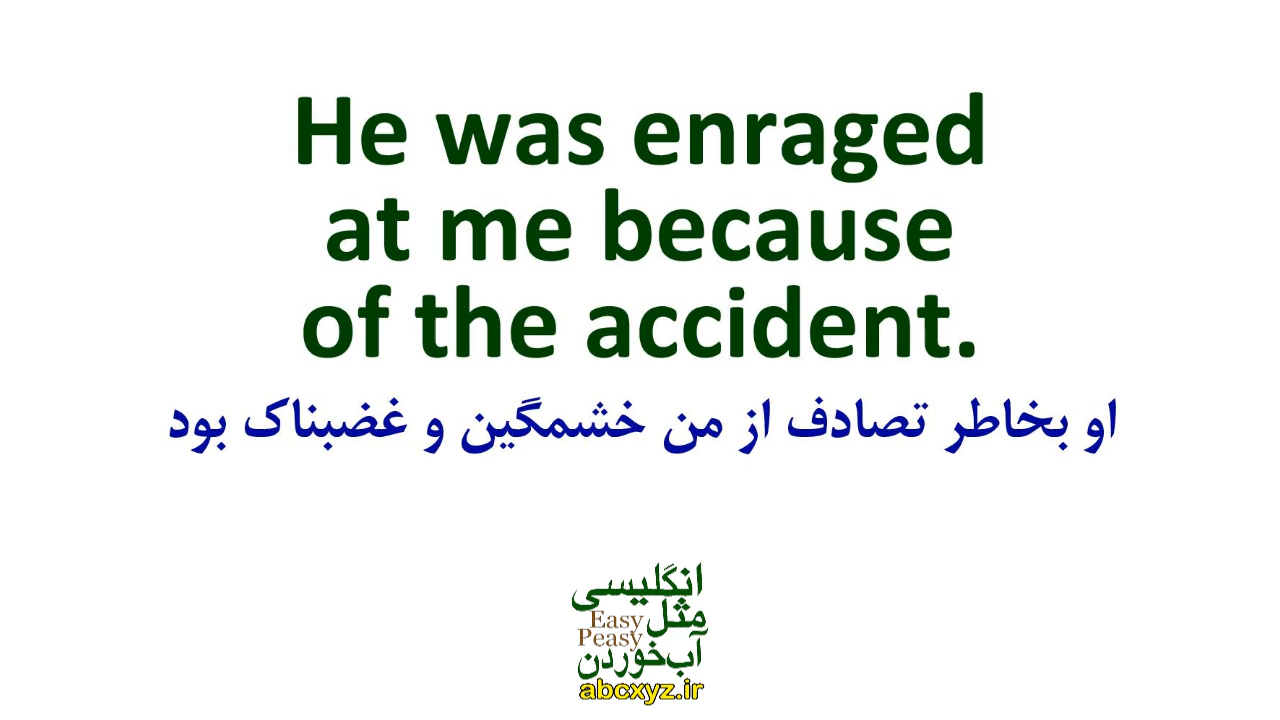 He was enraged
at me because
of the accident.
او بخاطر تصادف از من خشمگین و غضبناک بود
انگلیسی
مثل
Easy
Peasy
آب‌خوردن
abcxyz.ir